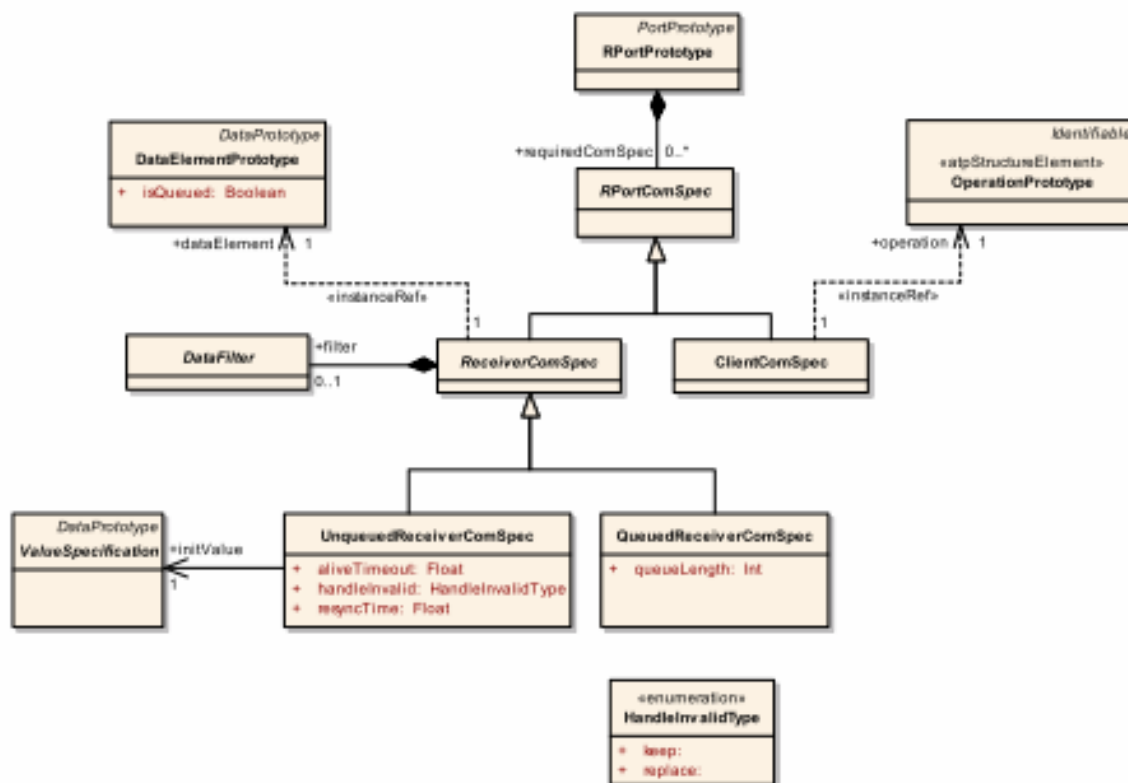 PortPrototype
RPortPrototype
DataPrototype
DataElementPrototype
+ isQueued: Boolean
+requiredComSpec 0..*
Identifiable
«atpStructureElement»
OperationPrototype
RPortComSpec
+dataElement 1
+operation 1
«instanceRef»
«instanceRef»
1
1
DataFilter
+filter
0..1
ReceiverComSpec
ClientComSpec
DataPrototype
ValueSpecification
+initValue
1
UnqueuedReceiverComSpec
+ aliveTimeout: Float
+ handleInvalid: HandleInvalidType
+ resyncTime: Float
QueuedReceiverComSpec
+ queueLength: Int
«enumeration»
HandleInvalidType
+ keep:
+ replace: